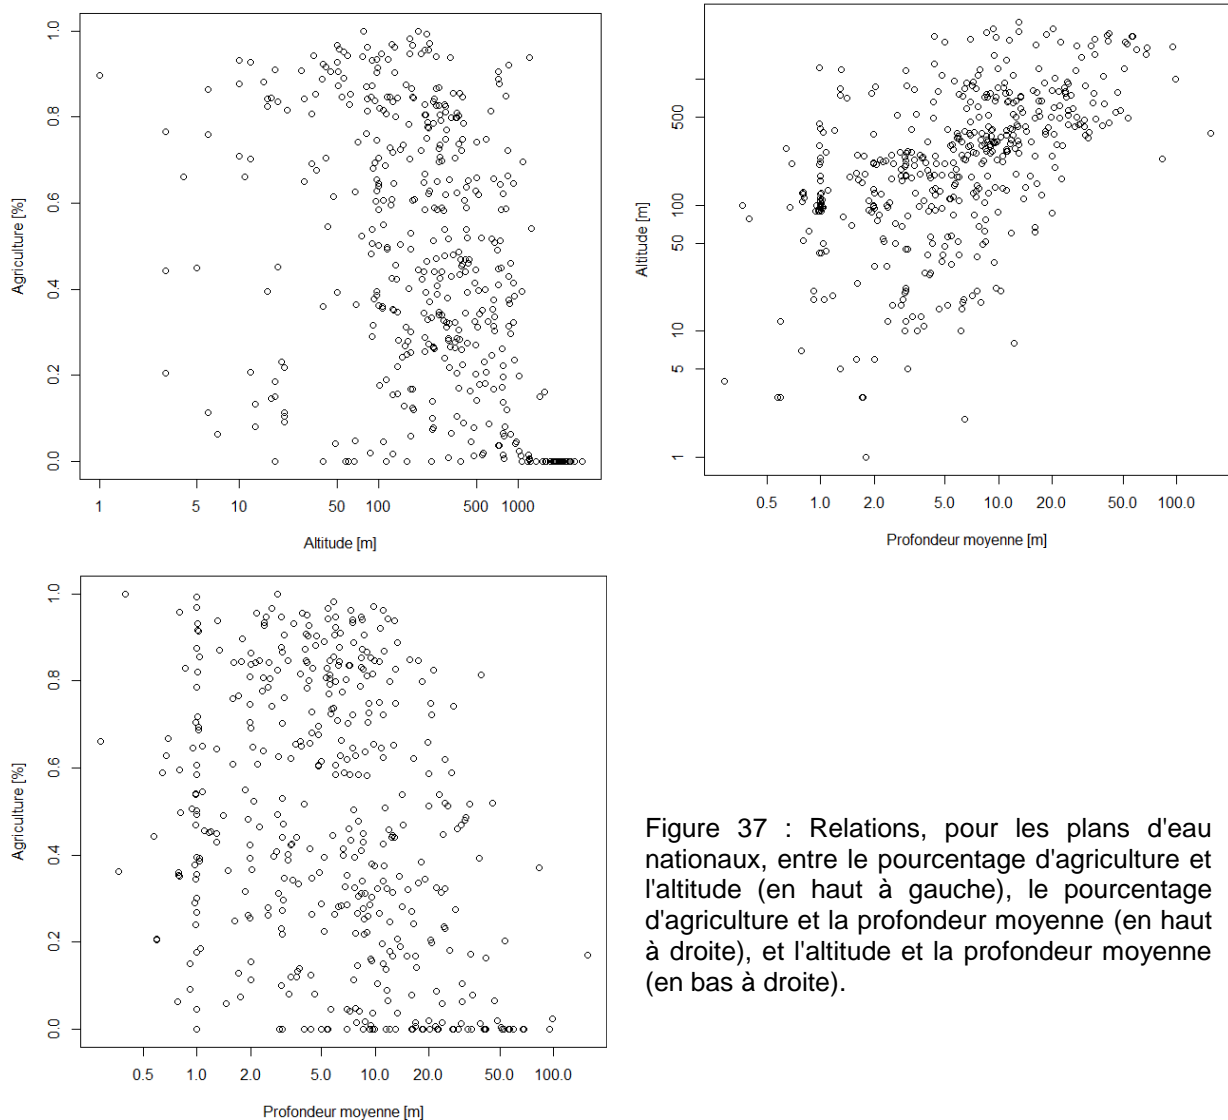 1.0
0.8
0.6
0.4
0.2
0.0
Agriculture [%]
1 5 10 50 100 500 1000
Altitude [m]
500
100
50
10
5
1
Altitude [m]
0.5 1.0 2.0 5.0 10.0 20.0 50.0 100.0
Profondeur moyenne [m]
1.0
0.8
0.6
0.4
0.2
0.0
Agriculture [%]
0.5 1.0 2.0 5.0 10.0 20.0 50.0 100.0
Profondeur moyenne [m]
Figure 37 : Relations, pour les plans d'eau
nationaux, entre le pourcentage d'agriculture et
l'altitude (en haut à gauche), le pourcentage
d'agriculture et la profondeur moyenne (en haut
à droite), et l'altitude et la profondeur moyenne
(en bas à droite).